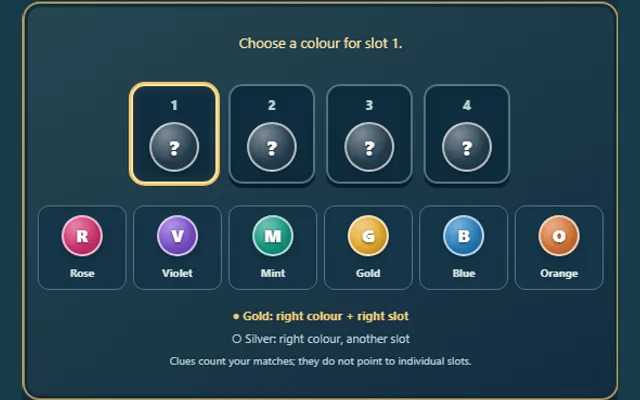 Choose a colour for slot 1.
1 2 3 4
? ? ? ?
R V M G B O
Rose Violet Mint Gold Blue Orange
● Gold: right colour + right slot
○ Silver: right colour, another slot
Clues count your matches; they do not point to individual slots.